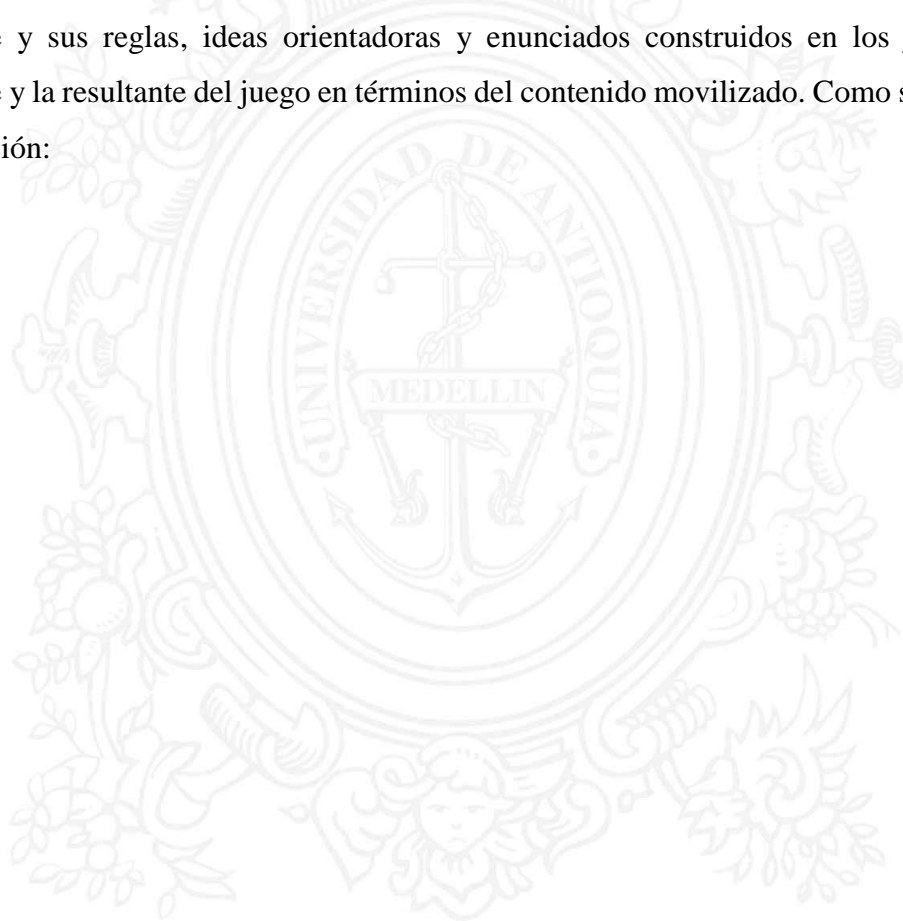 y sus reglas, ideas orientadoras y enunciados construidos en los
y la resultante del juego en términos del contenido movilizado. Como
ión:
UNIVERSIDAD DE ANTIOQUIA
MEDELLIN